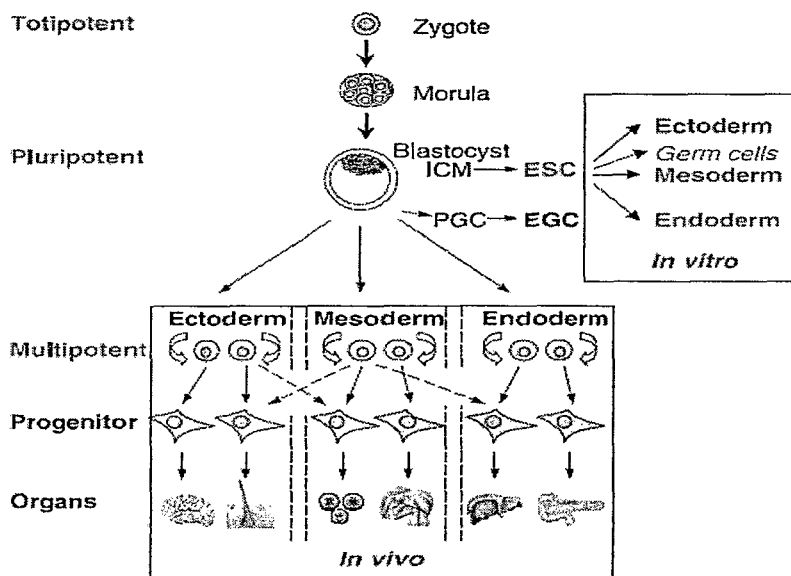 Totipotent
Zygote
Morula
Pluripotent
Blastocyst
ICM
ESC
Ectoderm
Germ cells
Mesoderm
Endoderm
In vitro
PGC
EGC
Ectoderm
Mesoderm
Endoderm
Multipotent
Progenitor
Organs
In vivo